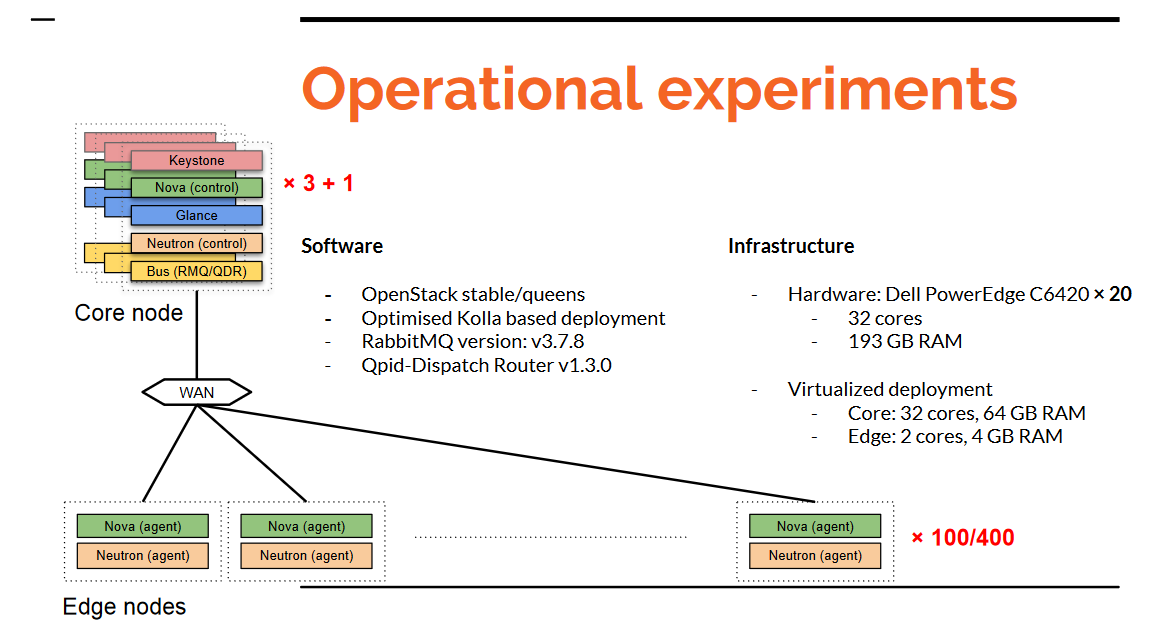 Operational experiments
Keystone
Nova (control)
Glance
Neutron (control)
Bus (RMQ/QDR)
× 3 + 1
Core node
WAN
Software
- OpenStack stable/queens
- Optimised Kolla based deployment
- RabbitMQ version: v3.7.8
- Qpid-Dispatch Router v1.3.0
Infrastructure
- Hardware: Dell PowerEdge C6420 × 20
- 32 cores
- 193 GB RAM
- Virtualized deployment
- Core: 32 cores, 64 GB RAM
- Edge: 2 cores, 4 GB RAM
Nova (agent)
Neutron (agent)
Nova (agent)
Neutron (agent)
Nova (agent)
Neutron (agent)
× 100/400
Edge nodes